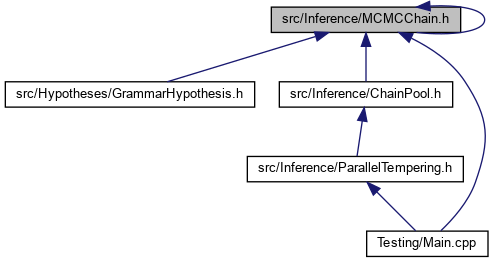 src/Inference/MCMCChain.h
src/Hypotheses/GrammarHypothesis.h
src/Inference/ChainPool.h
src/Inference/ParallelTempering.h
Testing/Main.cpp